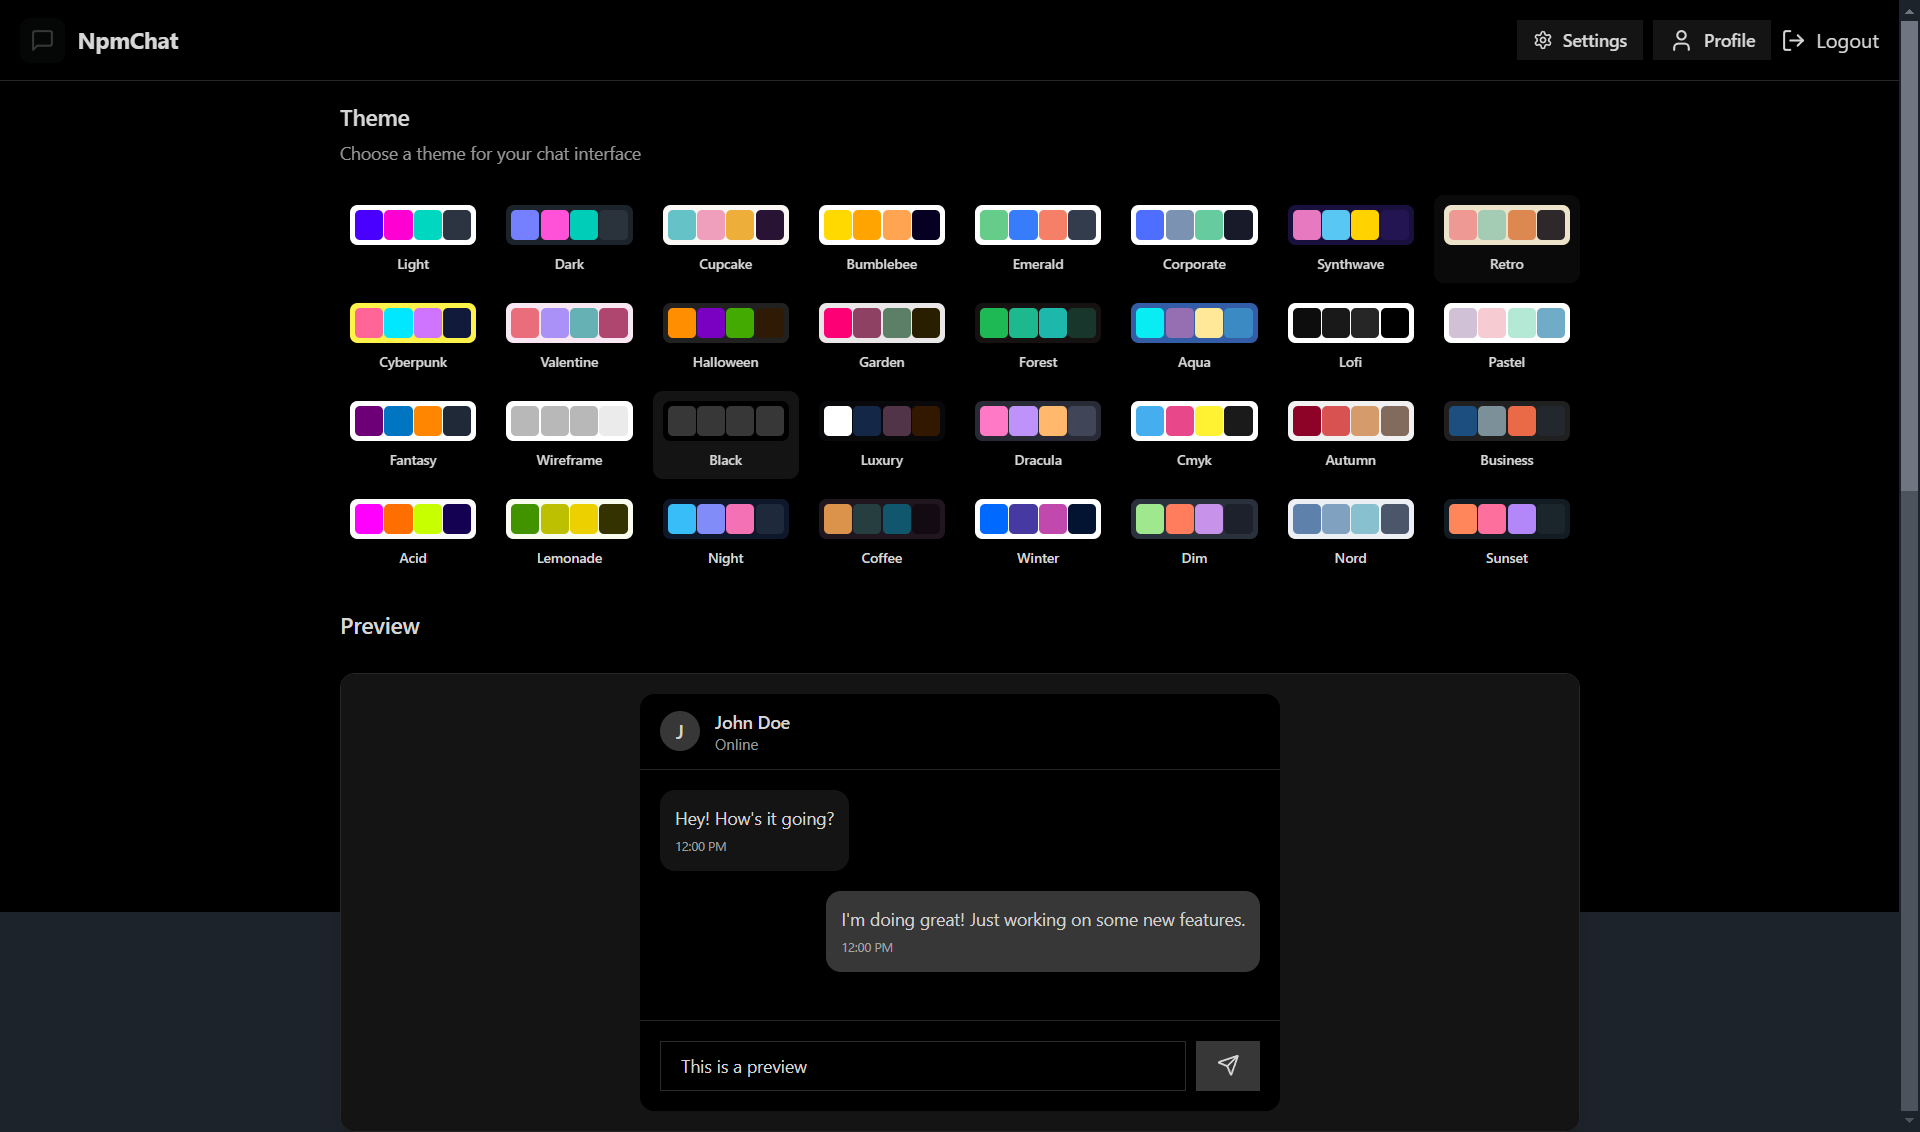 NpmChat
Settings
Profile
Logout
Theme
Choose a theme for your chat interface
Light
Dark
Cupcake
Bumblebee
Emerald
Corporate
Synthwave
Retro
Cyberpunk
Valentine
Halloween
Garden
Forest
Aqua
Lofi
Pastel
Fantasy
Wireframe
Black
Luxury
Dracula
Cmyk
Autumn
Business
Acid
Lemonade
Night
Coffee
Winter
Dim
Nord
Sunset
Preview
J
John Doe
Online
Hey! How's it going?
12:00 PM
I'm doing great! Just working on some new features.
12:00 PM
This is a preview